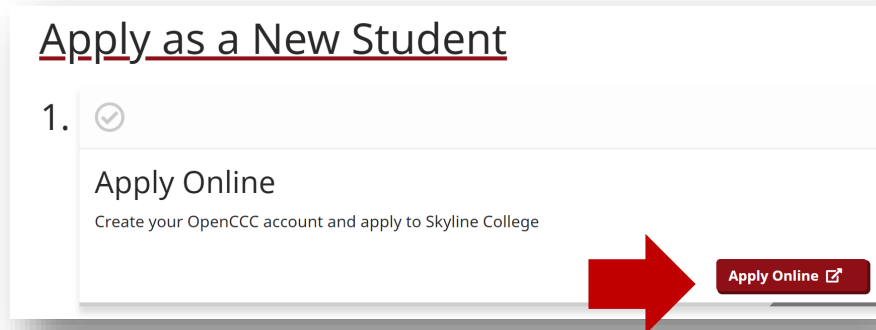 Apply as a New Student
1.
Apply Online
Create your OpenCCC account and apply to Skyline College
Apply Online